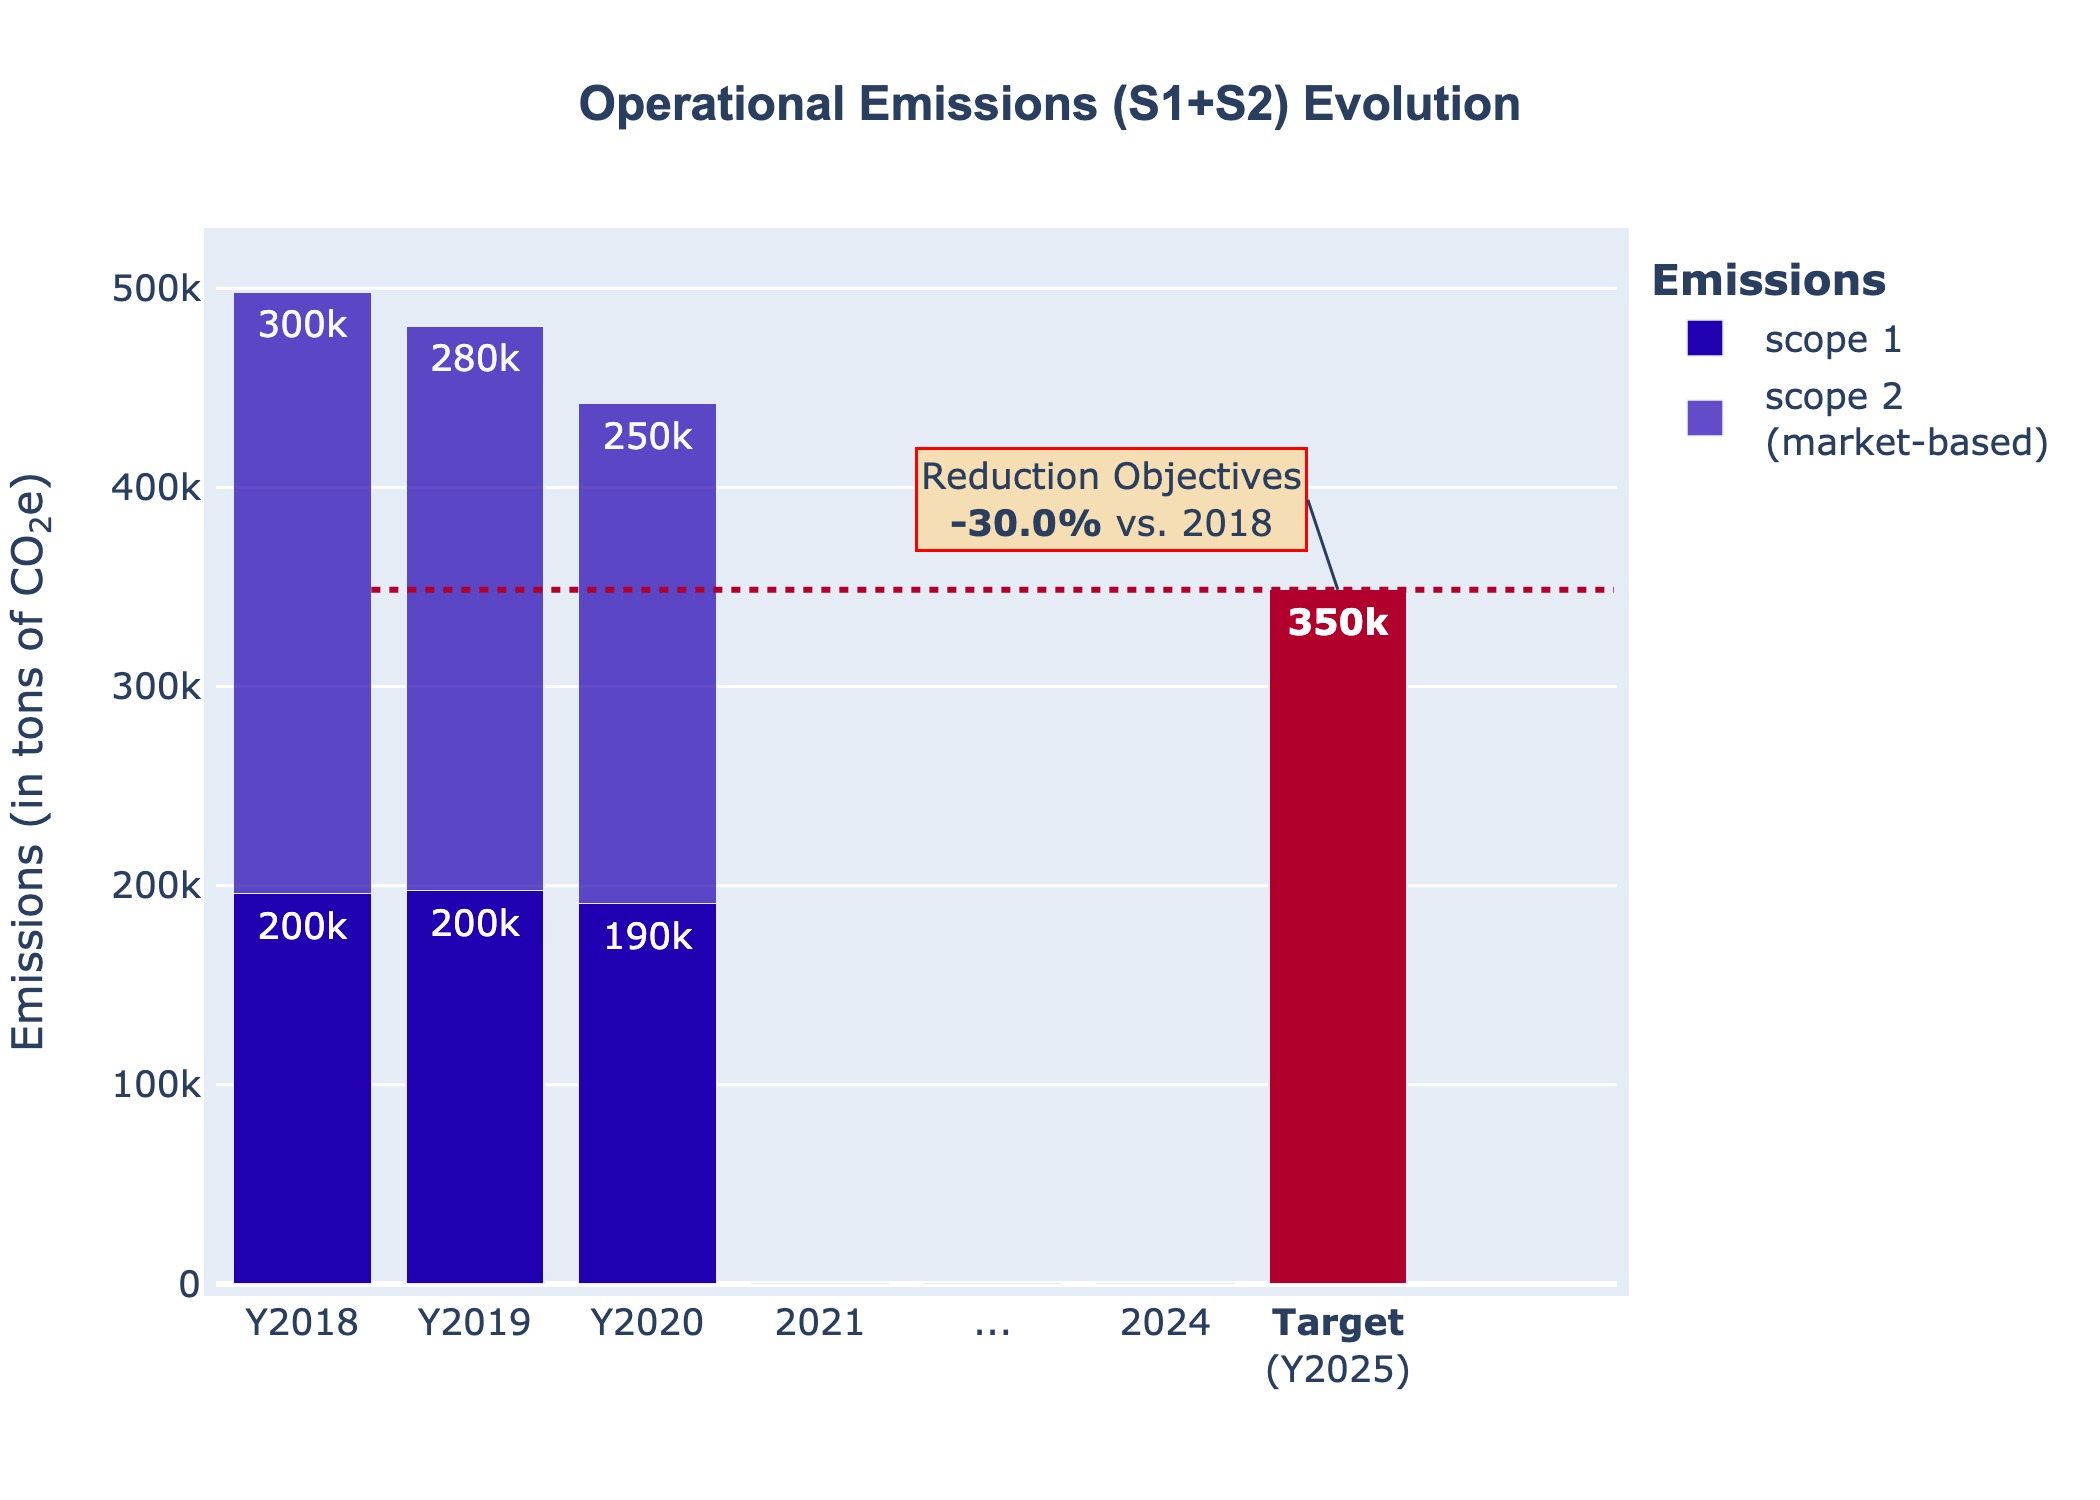 Operational Emissions (S1+S2) Evolution
Emissions (in tons of CO₂e)
500k
400k
300k
200k
100k
0
300k
280k
250k
200k
200k
190k
Reduction Objectives
-30.0% vs. 2018
350k
Y2018
Y2019
Y2020
2021
...
2024
Target
(Y2025)
Emissions
scope 1
scope 2
(market-based)